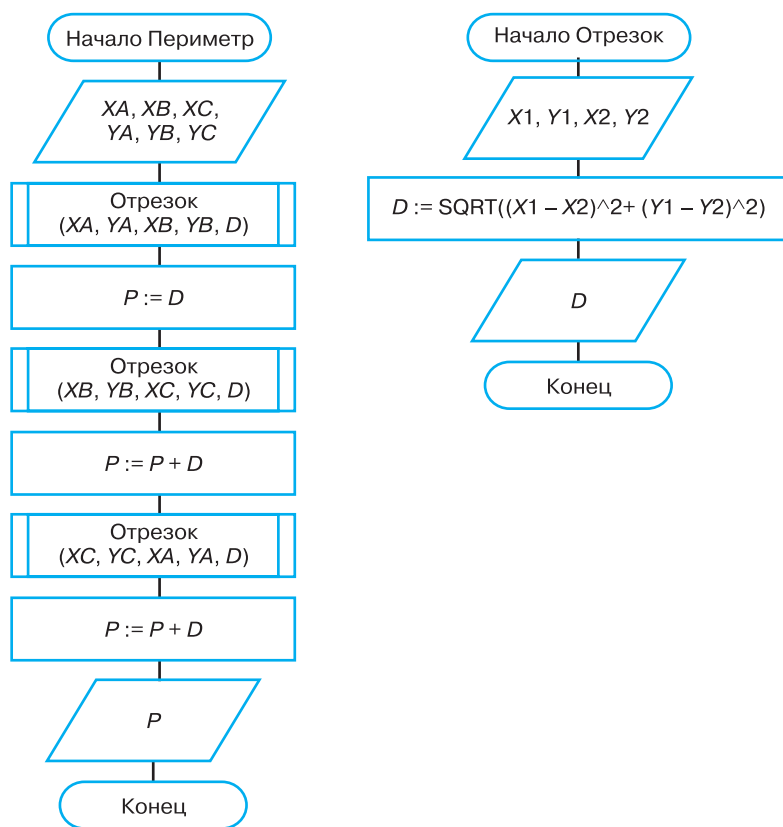 Начало Периметр
XA, XB, XC,
YA, YB, YC
Отрезок
(XA, YA, XB, YB, D)
P := D
Отрезок
(XB, YB, XC, YC, D)
P := P + D
Отрезок
(XC, YC, XA, YA, D)
P := P + D
P
Конец
Начало Отрезок
X1, Y1, X2, Y2
D := SQRT((X1 – X2)^2+ (Y1 – Y2)^2)
D
Конец